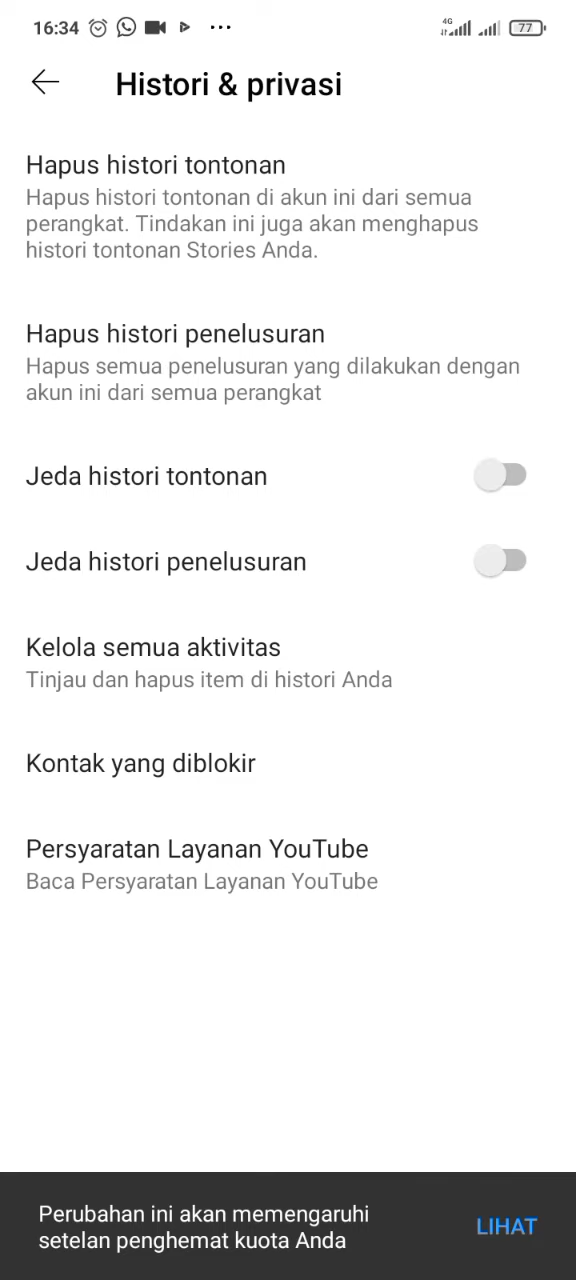 16:34
4G
77
Histori & privasi
Hapus histori tontonan
Hapus histori tontonan di akun ini dari semua
perangkat. Tindakan ini juga akan menghapus
histori tontonan Stories Anda.
Hapus histori penelusuran
Hapus semua penelusuran yang dilakukan dengan
akun ini dari semua perangkat
Jeda histori tontonan
Jeda histori penelusuran
Kelola semua aktivitas
Tinjau dan hapus item di histori Anda
Kontak yang diblokir
Persyaratan Layanan YouTube
Baca Persyaratan Layanan YouTube
Perubahan ini akan memengaruhi
setelan penghemat kuota Anda
LIHAT